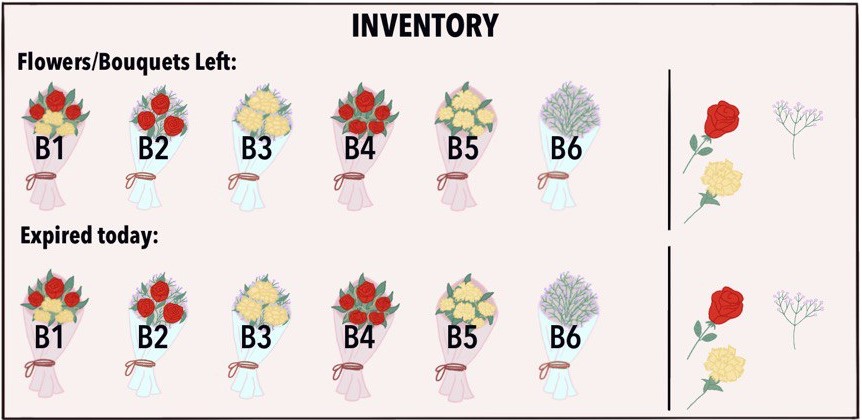 INVENTORY
Flowers/Bouquets Left:
B1 B2 B3 B4 B5 B6
Expired today:
B1 B2 B3 B4 B5 B6